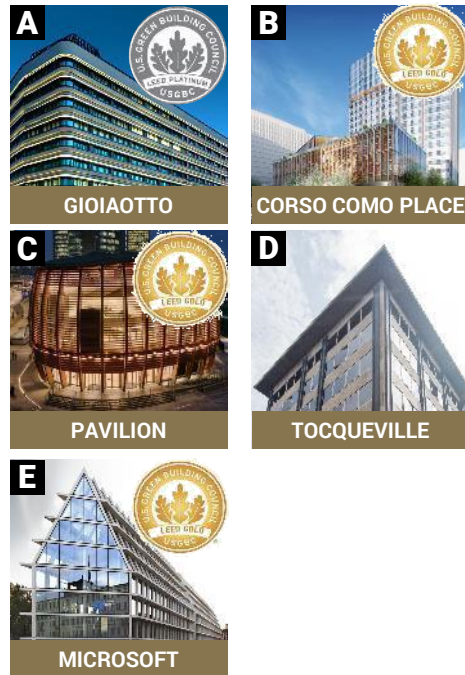 A
U.S. GREEN BUILDING COUNCIL
LEED PLATINUM
USGBC
GIOIAOTTO
B
U.S. GREEN BUILDING COUNCIL
LEED GOLD
USGBC
CORSO COMO PLACE
C
U.S. GREEN BUILDING COUNCIL
LEED GOLD
USGBC
PAVILION
D
TOCQUEVILLE
E
U.S. GREEN BUILDING COUNCIL
LEED GOLD
USGBC
MICROSOFT